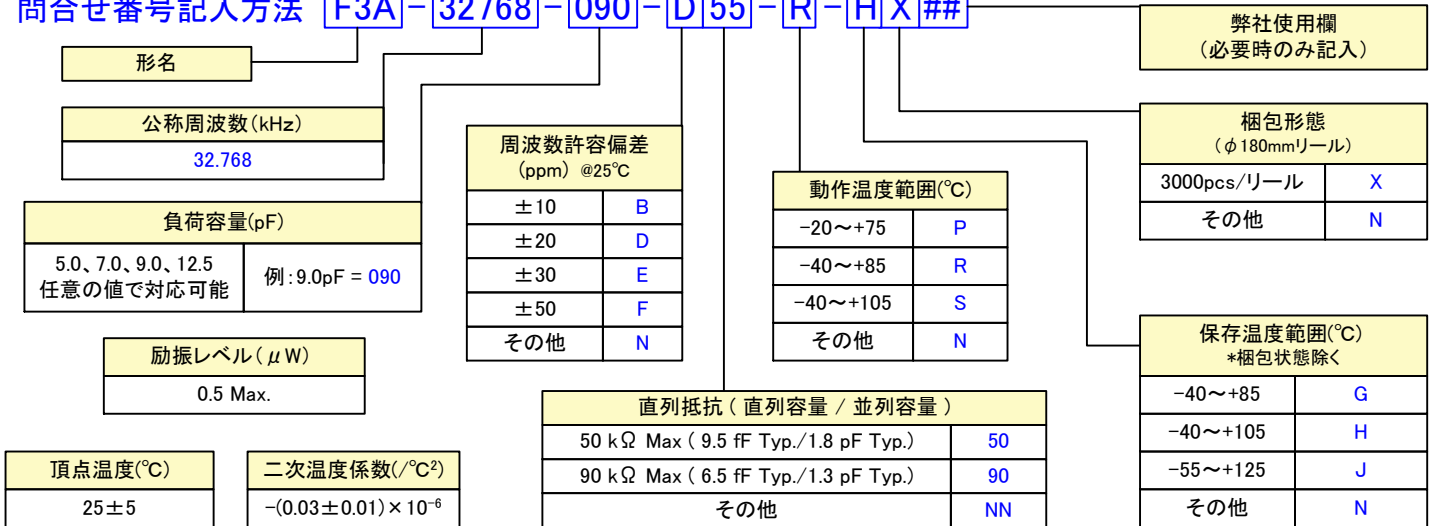 問合せ番号記入方法 F3A-32768-090-D55-R-HX##
形名
公称周波数(kHz)
32.768
負荷容量(pF)
5.0、7.0、9.0、12.5
任意の値で対応可能
例:9.0pF = 090
励振レベル(μW)
0.5 Max.
頂点温度(℃)
25±5
二次温度係数(/℃²)
-(0.03±0.01)×10⁻⁶
周波数許容偏差
(ppm) @25℃
±10 B
±20 D
±30 E
±50 F
その他 N
直列抵抗 ( 直列容量 / 並列容量 )
50 kΩ Max ( 9.5 fF Typ./1.8 pF Typ.) 50
90 kΩ Max ( 6.5 fF Typ./1.3 pF Typ.) 90
その他 NN
動作温度範囲(℃)
-20~+75 P
-40~+85 R
-40~+105 S
その他 N
弊社使用欄
(必要時のみ記入)
梱包形態
(φ180mmリール)
3000pcs/リール X
その他 N
保存温度範囲(℃)
*梱包状態除く
-40~+85 G
-40~+105 H
-55~+125 J
その他 N